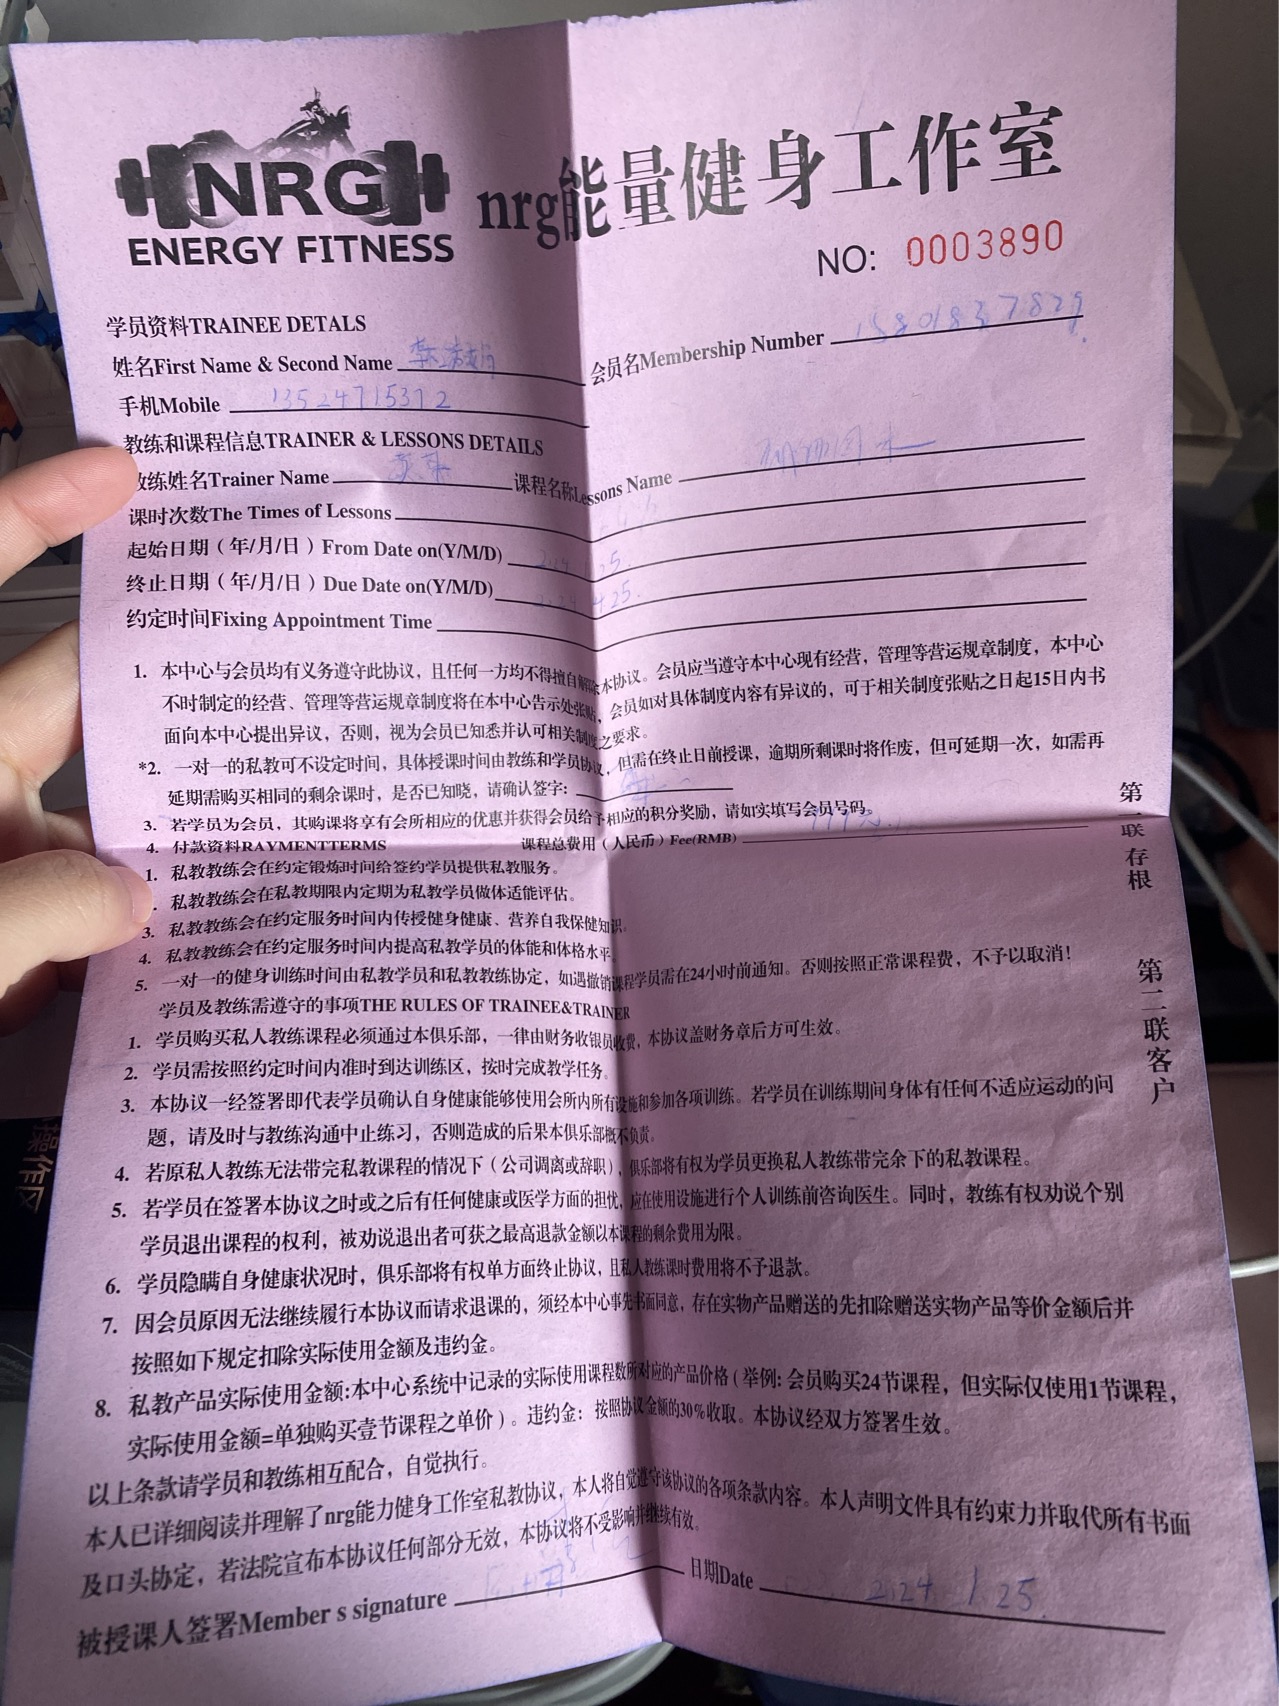 NRG
ENERGY FITNESS
nrg能量健身工作室
NO: 0003890
学员资料TRAINEE DETALS
姓名First Name & Second Name
会员名Membership Number 15801837829
手机Mobile 13524715372
教练和课程信息TRAINER & LESSONS DETAILS
教练姓名Trainer Name
课程名称Lessons Name
课时次数The Times of Lessons
起始日期（年/月/日）From Date on(Y/M/D)
终止日期（年/月/日）Due Date on(Y/M/D)
约定时间Fixing Appointment Time
1. 本中心与会员均有义务遵守此协议，且任何一方均不得擅自解除本协议。会员应当遵守本中心现有经营，管理等营运规章制度，本中心
不时制定的经营、管理等营运规章制度将在本中心告示处张贴，会员如对具体制度内容有异议的，可于相关制度张贴之日起15日内书
面向本中心提出异议，否则，视为会员已知悉并认可相关制度之要求。
*2. 一对一的私教可不设定时间，具体授课时间由教练和学员协议，但需在终止日前授课，逾期所剩课时将作废，但可延期一次，如需再
延期需购买相同的剩余课时，是否已知晓，请确认签字：
3. 若学员为会员，其购课将享有会所相应的优惠并获得会员给予相应的积分奖励，请如实填写会员号码。
4. 付款资料RAYMENTTERMS 课程总费用（人民币）Fee(RMB)
1. 私教教练会在约定锻炼时间给签约学员提供私教服务。
私教教练会在私教期限内定期为私教学员做体适能评估。
3. 私教教练会在约定服务时间内传授健身健康、营养自我保健知识。
4. 私教教练会在约定服务时间内提高私教学员的体能和体格水平。
5. 一对一的健身训练时间由私教学员和私教教练协定，如遇撤销课程学员需在24小时前通知。否则按照正常课程费，不予以取消！
学员及教练需遵守的事项THE RULES OF TRAINEE&TRAINER
1. 学员购买私人教练课程必须通过本俱乐部，一律由财务收银员收费，本协议盖财务章后方可生效。
2. 学员需按照约定时间内准时到达训练区，按时完成教学任务。
3. 本协议一经签署即代表学员确认自身健康能够使用会所内所有设施和参加各项训练。若学员在训练期间身体有任何不适应运动的问
题，请及时与教练沟通中止练习，否则造成的后果本俱乐部概不负责。
4. 若原私人教练无法带完私教课程的情况下（公司调离或辞职），俱乐部将有权为学员更换私人教练带完余下的私教课程。
5. 若学员在签署本协议之时或之后有任何健康或医学方面的担忧，应在使用设施进行个人训练前咨询医生。同时，教练有权劝说个别
学员退出课程的权利，被劝说退出者可获之最高退款金额以本课程的剩余费用为限。
6. 学员隐瞒自身健康状况时，俱乐部将有权单方面终止协议，且私人教练课时费用将不予退款。
7. 因会员原因无法继续履行本协议而请求退课的，须经本中心事先书面同意，存在实物产品赠送的先扣除赠送实物产品等价金额后并
按照如下规定扣除实际使用金额及违约金。
8. 私教产品实际使用金额:本中心系统中记录的实际使用课程数所对应的产品价格（举例: 会员购买24节课程，但实际仅使用1节课程，
实际使用金额=单独购买壹节课程之单价）。违约金：按照协议金额的30%收取。本协议经双方签署生效。
以上条款请学员和教练相互配合，自觉执行。
本人已详细阅读并理解了nrg能力健身工作室私教协议，本人将自觉遵守该协议的各项条款内容。本人声明文件具有约束力并取代所有书面
及口头协定，若法院宣布本协议任何部分无效，本协议将不受影响并继续有效。
被授课人签署Member s signature
日期Date 2.24. 1.25.
第一联 存根
第二联客户